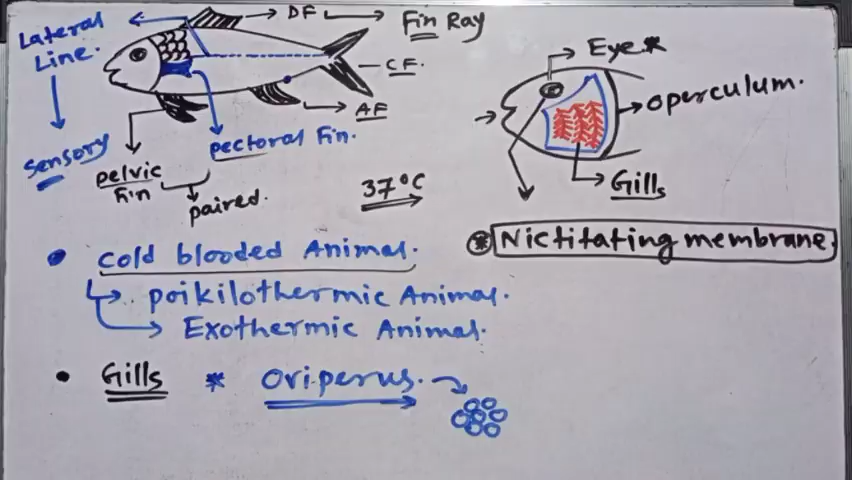 Lateral Line.
Sensory
DF
Fin Ray
CF
AF
pectoral Fin.
pelvic fin
paired.
37°C
Eye*
operculum.
Gills
* Nictitating membrane
• cold blooded Animal.
poikilothermic Animal.
Exothermic Animal.
• Gills * Oriperus.